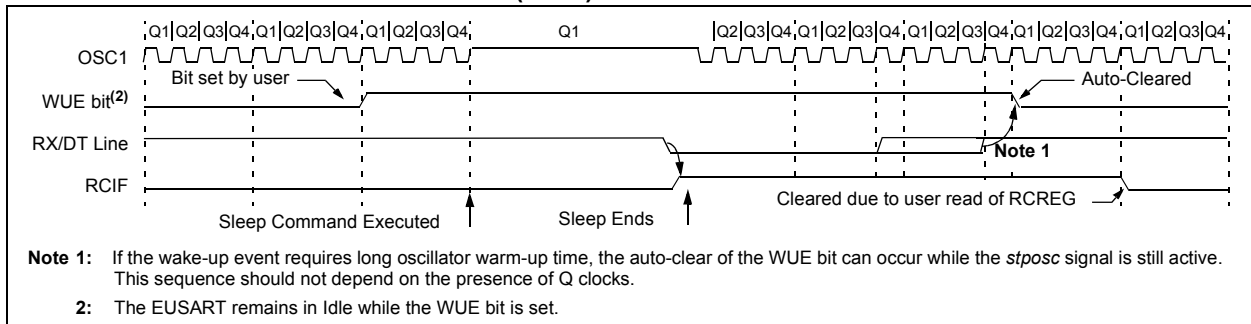 Q1 Q2 Q3 Q4 Q1 Q2 Q3 Q4 Q1 Q2 Q3 Q4 Q1 Q2 Q3 Q4 Q1 Q2 Q3 Q4 Q1 Q2 Q3 Q4 Q1 Q2 Q3 Q4 Q1 Q2 Q3 Q4
OSC1
Bit set by user
Auto-Cleared
WUE bit(2)
RX/DT Line
Note 1
RCIF
Cleared due to user read of RCREG
Sleep Command Executed
Sleep Ends
Note 1: If the wake-up event requires long oscillator warm-up time, the auto-clear of the WUE bit can occur while the stposc signal is still active.
This sequence should not depend on the presence of Q clocks.
2: The EUSART remains in Idle while the WUE bit is set.